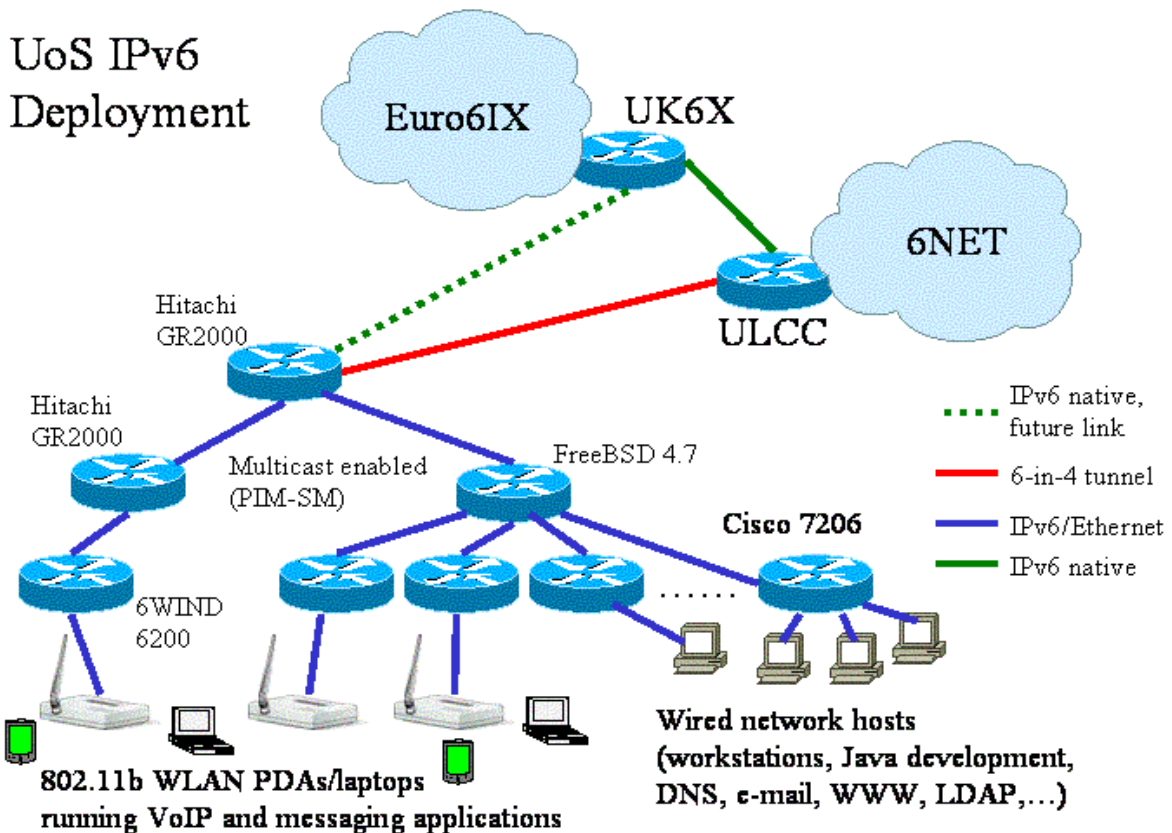 UoS IPv6
Deployment
Euro6IX
UK6X
6NET
ULCC
Hitachi
GR2000
Hitachi
GR2000
Multicast enabled
(PIM-SM)
FreeBSD 4.7
Cisco 7206
IPv6 native,
future link
6-in-4 tunnel
IPv6/Ethernet
IPv6 native
6WIND
6200
......
802.11b WLAN PDAs/laptops
running VoIP and messaging applications
Wired network hosts
(workstations, Java development,
DNS, e-mail, WWW, LDAP,...)